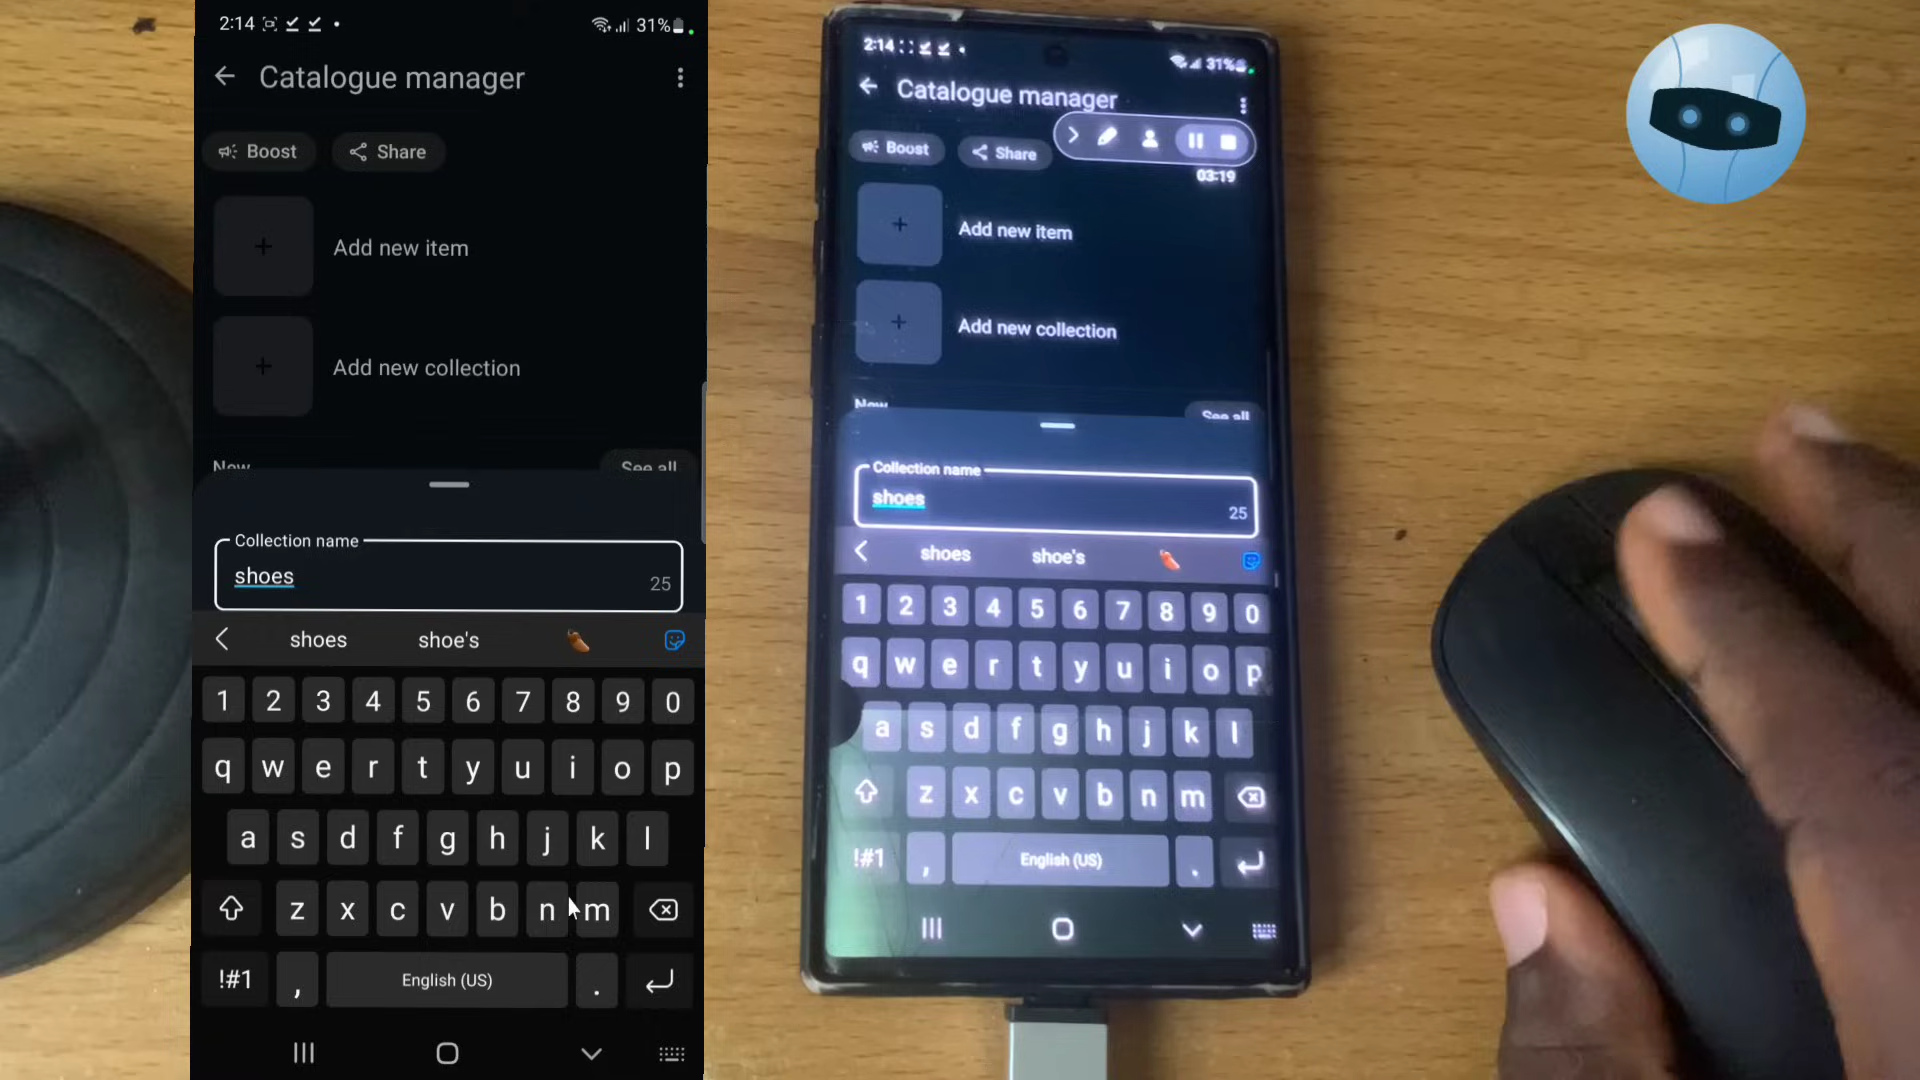 2:14 31%
Catalogue manager
Boost Share
Add new item
Add new collection
New See all
Collection name
shoes
25
shoes shoe's
1 2 3 4 5 6 7 8 9 0
q w e r t y u i o p
a s d f g h j k l
z x c v b n m
!#1 , English (US) .
2:14 31%
Catalogue manager
Boost Share
03:19
Add new item
Add new collection
New See all
Collection name
shoes
25
shoes shoe's
1 2 3 4 5 6 7 8 9 0
q w e r t y u i o p
a s d f g h j k l
z x c v b n m
!#1 , English (US) .